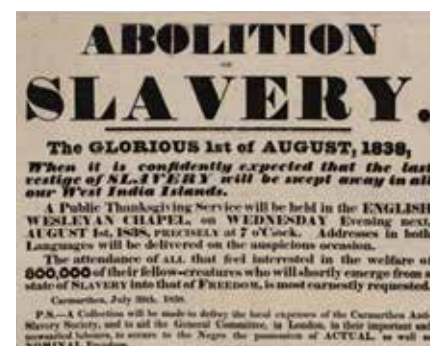 ABOLITION
OF
SLAVERY.
The GLORIOUS 1st of AUGUST, 1838,
When it is confidently expected that the last
vestige of SLAVERY will be swept away in all
our West India Islands.
A Public Thanksgiving Service will be held in the ENGLISH
WESLEYAN CHAPEL, on WEDNESDAY Evening next,
AUGUST 1st, 1838, PRECISELY at 7 o'Clock. Addresses in both
Languages will be delivered on the auspicious occasion.
The attendance of ALL that feel interested in the welfare of
800,000 of their fellow-creatures who will shortly emerge from a
state of SLAVERY into that of FREEDOM, is most earnestly requested.
Carmarthen, July 1838.
P.S.—A Collection will be made to defray the local expenses of the Carmarthen Anti-
Slavery Society, and to aid the General Committee, in London, in their important and
unwearied labours, to secure to the Negro the possession of ACTUAL, as well as
NOMINAL Freedom.